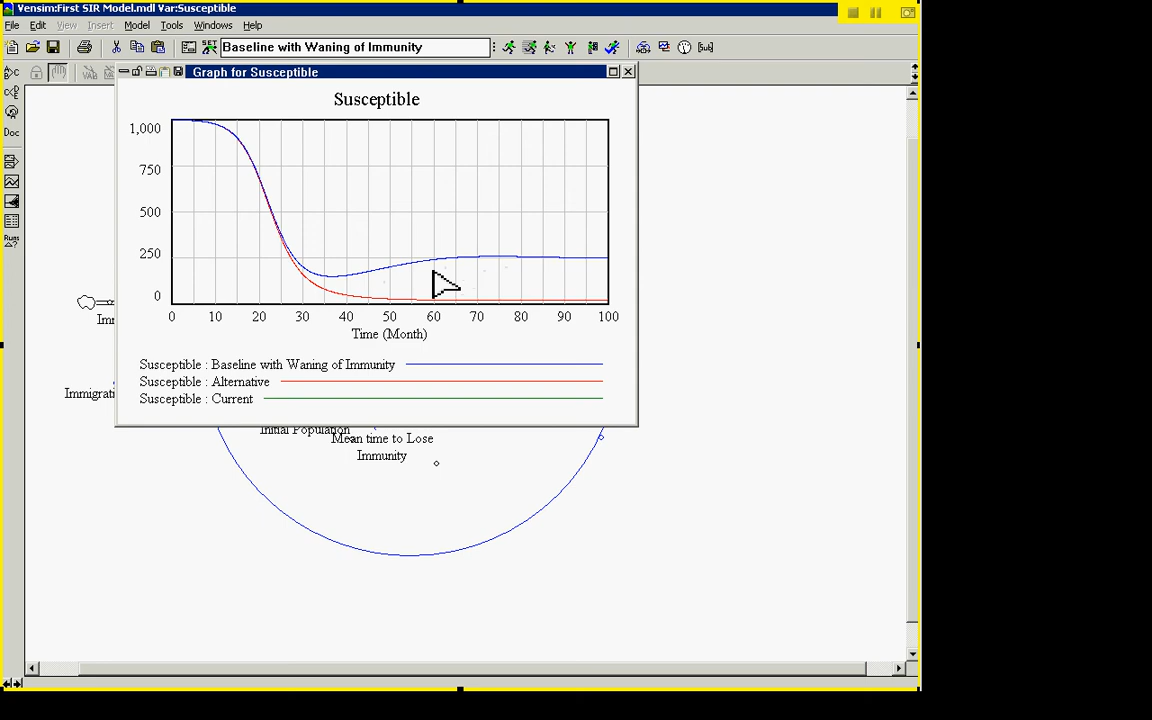 Vensim:First SIR Model.mdl Var:Susceptible
File Edit View Insert Model Tools Windows Help
SET Baseline with Waning of Immunity
Graph for Susceptible
Doc
Runs
Susceptible
1,000
750
500
250
0
0 10 20 30 40 50 60 70 80 90 100
Time (Month)
Susceptible : Baseline with Waning of Immunity
Susceptible : Alternative
Susceptible : Current
Imm
Immigrati
Initial Population
Mean time to Lose
Immunity